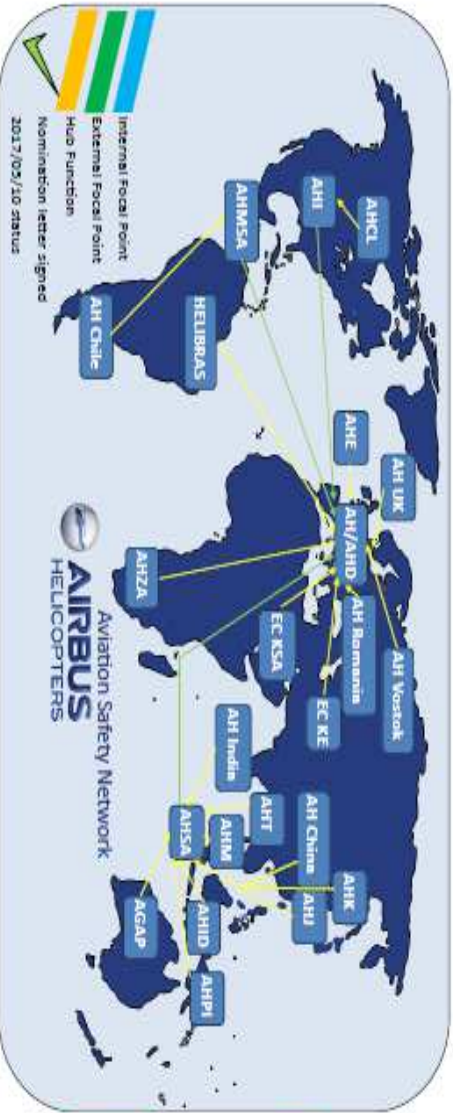 AHCL
AHI
AHMSA
HELIBRAS
AH Chile
AHE
AH UK
AH/AHD
AH Romania
AH Vostok
EC KSA
EC KE
AHZA
AH India
AHSA
AHM
AHT
AH China
AHK
AHJ
AHID
AHPI
AGAP
Internal Focal Point
External Focal Point
Hub Function
Nomination letter signed
2017/05/10 status
Aviation Safety Network
AIRBUS
HELICOPTERS